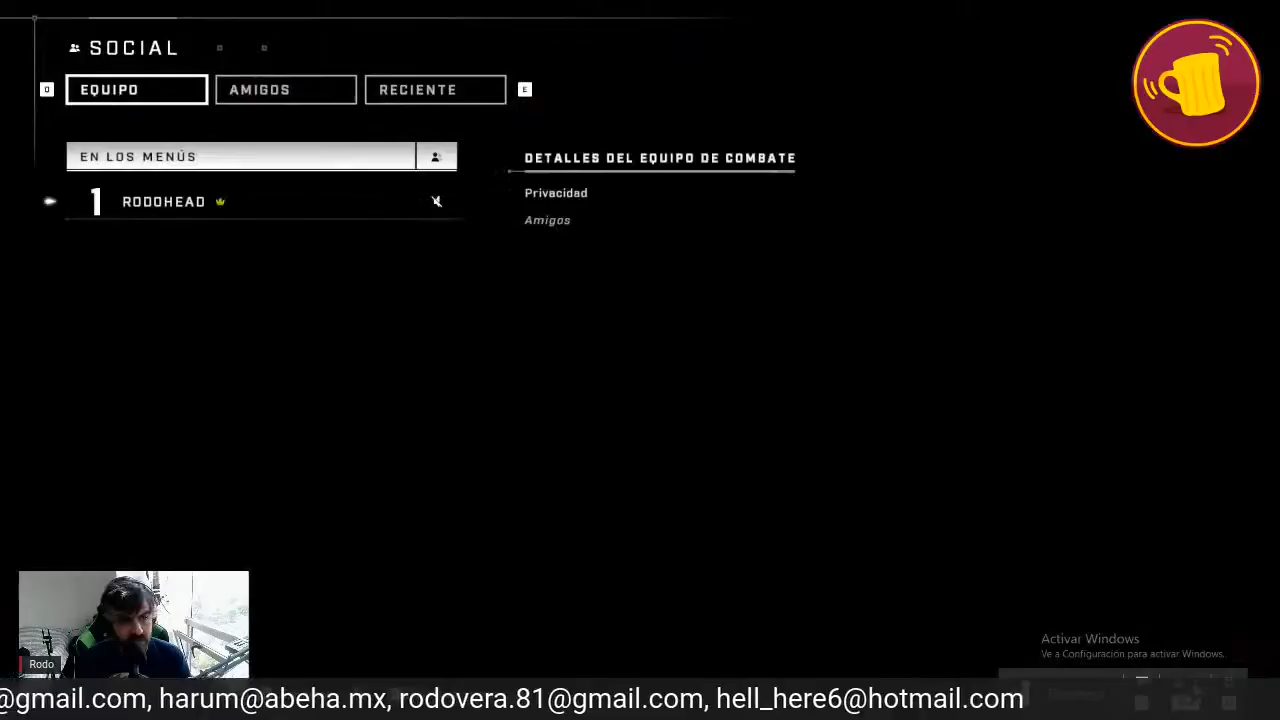 SOCIAL
Q
EQUIPO
AMIGOS
RECIENTE
E
EN LOS MENÚS
1 RODOHEAD
DETALLES DEL EQUIPO DE COMBATE
Privacidad
Amigos
Rodo
Activar Windows
Ve a Configuración para activar Windows.
@gmail.com, harum@abeha.mx, rodovera.81@gmail.com, hell_here6@hotmail.com